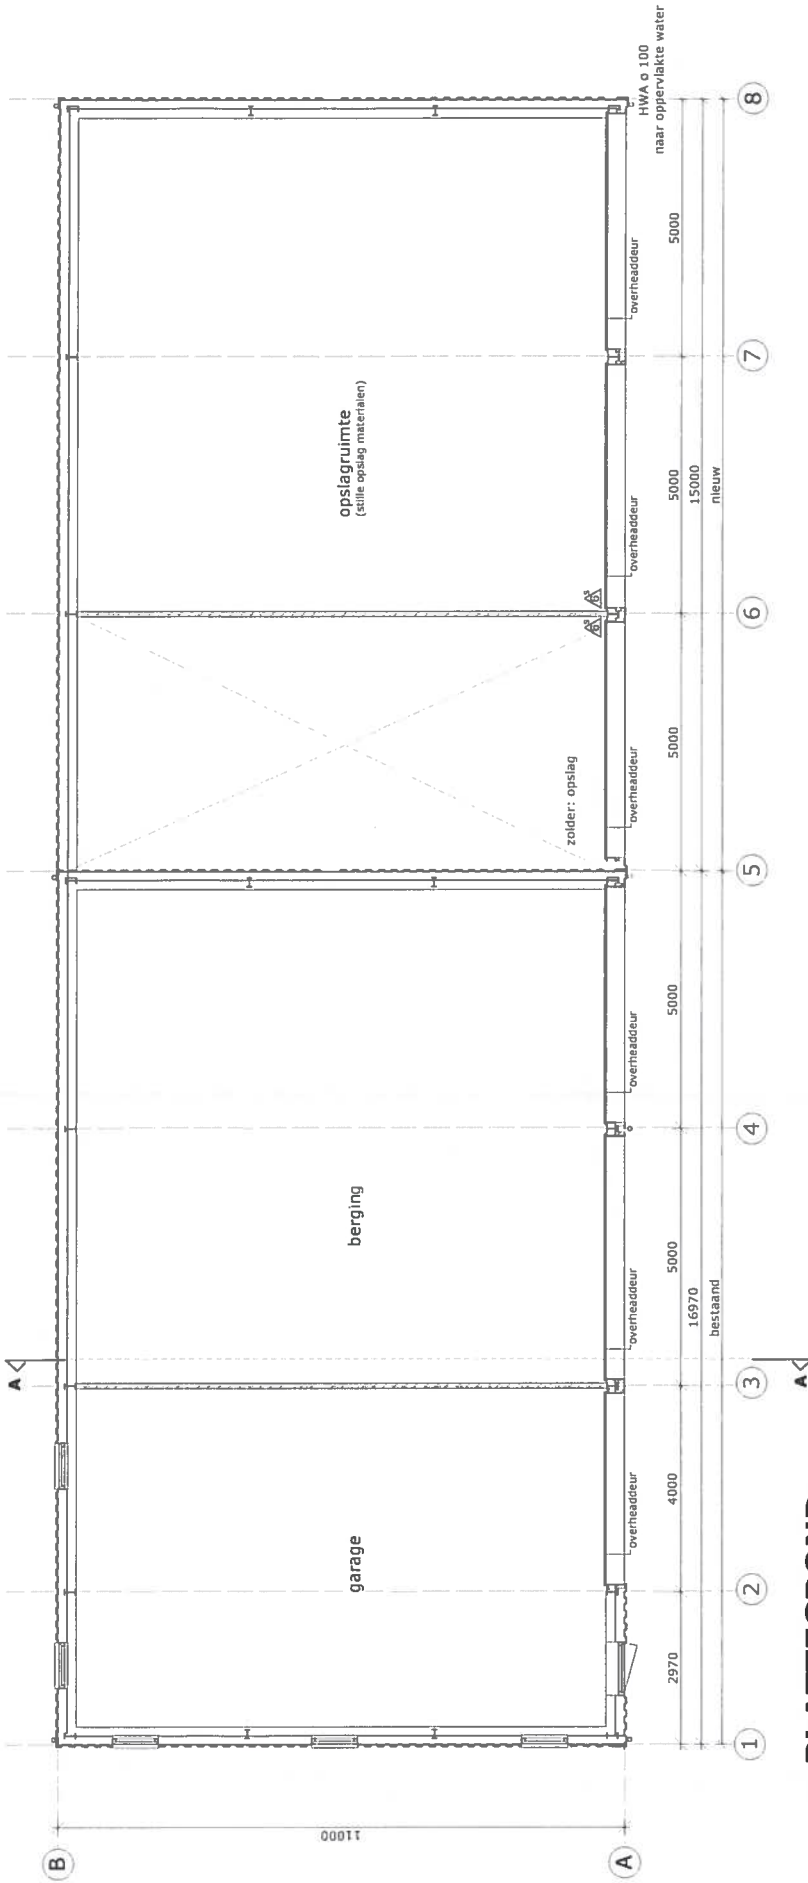 B
A
11000
A
A
1
2
3
4
5
6
7
8
garage
berging
opslagruimte
(stille opslag materialen)
zolder: opslag
overheaddeur
overheaddeur
overheaddeur
overheaddeur
overheaddeur
overheaddeur
HWA ø 100
naar oppervlakte water
2970
4000
5000
5000
5000
5000
5000
16970
15000
bestaand
nieuw